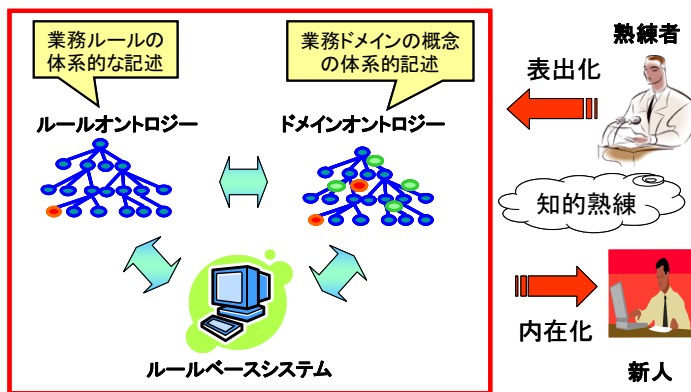 業務ルールの
体系的な記述
業務ドメインの概念
の体系的記述
熟練者
表出化
ルールオントロジー
ドメインオントロジー
知的熟練
内在化
ルールベースシステム
新人